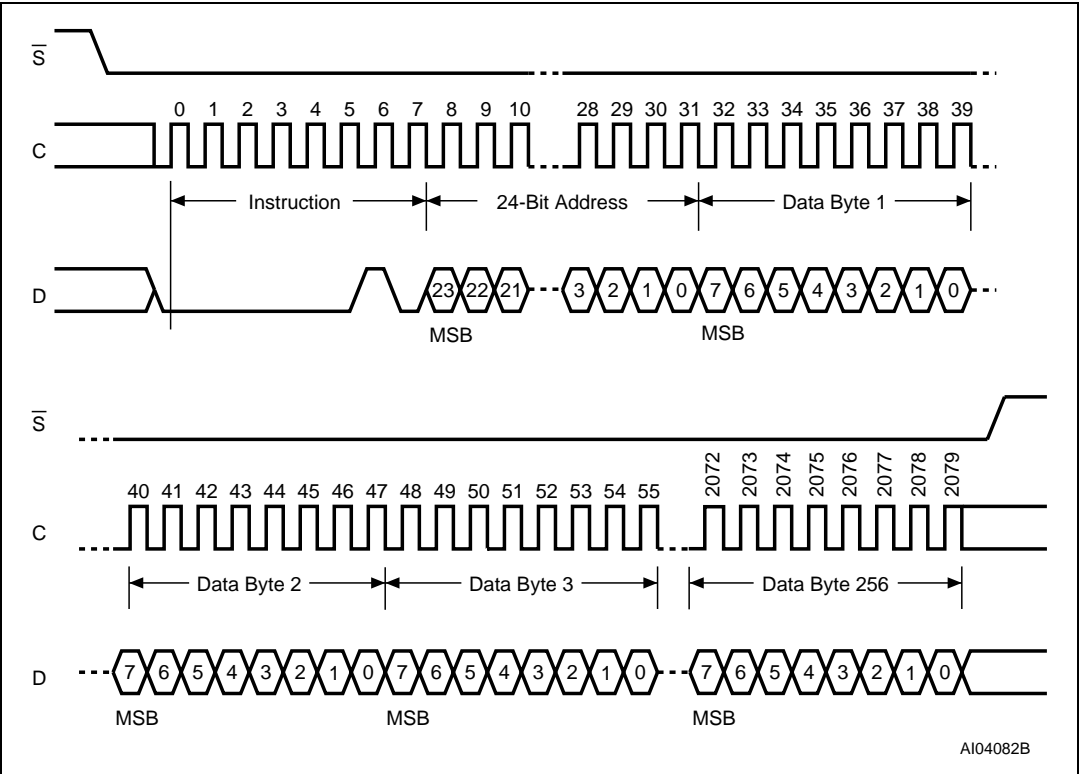 S̅
0 1 2 3 4 5 6 7 8 9 10 28 29 30 31 32 33 34 35 36 37 38 39
C
Instruction 24-Bit Address Data Byte 1
D 23 22 21 3 2 1 0 7 6 5 4 3 2 1 0
MSB MSB
S̅
2072 2073 2074 2075 2076 2077 2078 2079
40 41 42 43 44 45 46 47 48 49 50 51 52 53 54 55
C
Data Byte 2 Data Byte 3 Data Byte 256
D 7 6 5 4 3 2 1 0 7 6 5 4 3 2 1 0 7 6 5 4 3 2 1 0
MSB MSB MSB
AI04082B